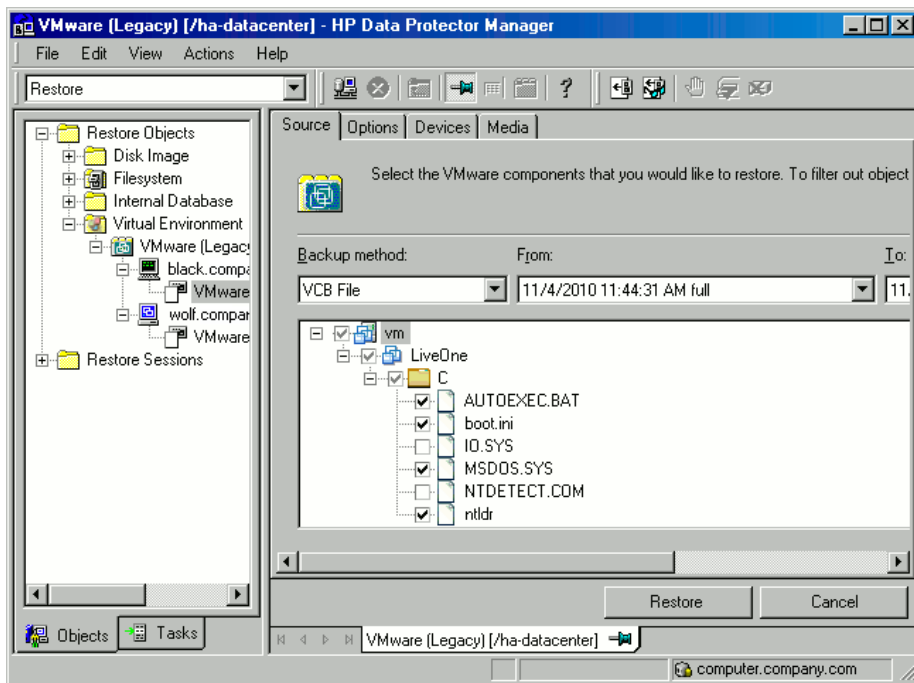 VMware (Legacy) [/ha-datacenter] - HP Data Protector Manager
File Edit View Actions Help
Restore
Restore Objects
Disk Image
Filesystem
Internal Database
Virtual Environment
VMware (Legacy
black.compa
VMware
wolf.compar
VMware
Restore Sessions
Objects Tasks
Source Options Devices Media
Select the VMware components that you would like to restore. To filter out object
Backup method: From: To:
VCB File 11/4/2010 11:44:31 AM full 11.
vm
LiveOne
C
AUTOEXEC.BAT
boot.ini
IO.SYS
MSDOS.SYS
NTDETECT.COM
ntldr
Restore Cancel
VMware (Legacy) [/ha-datacenter]
computer.company.com